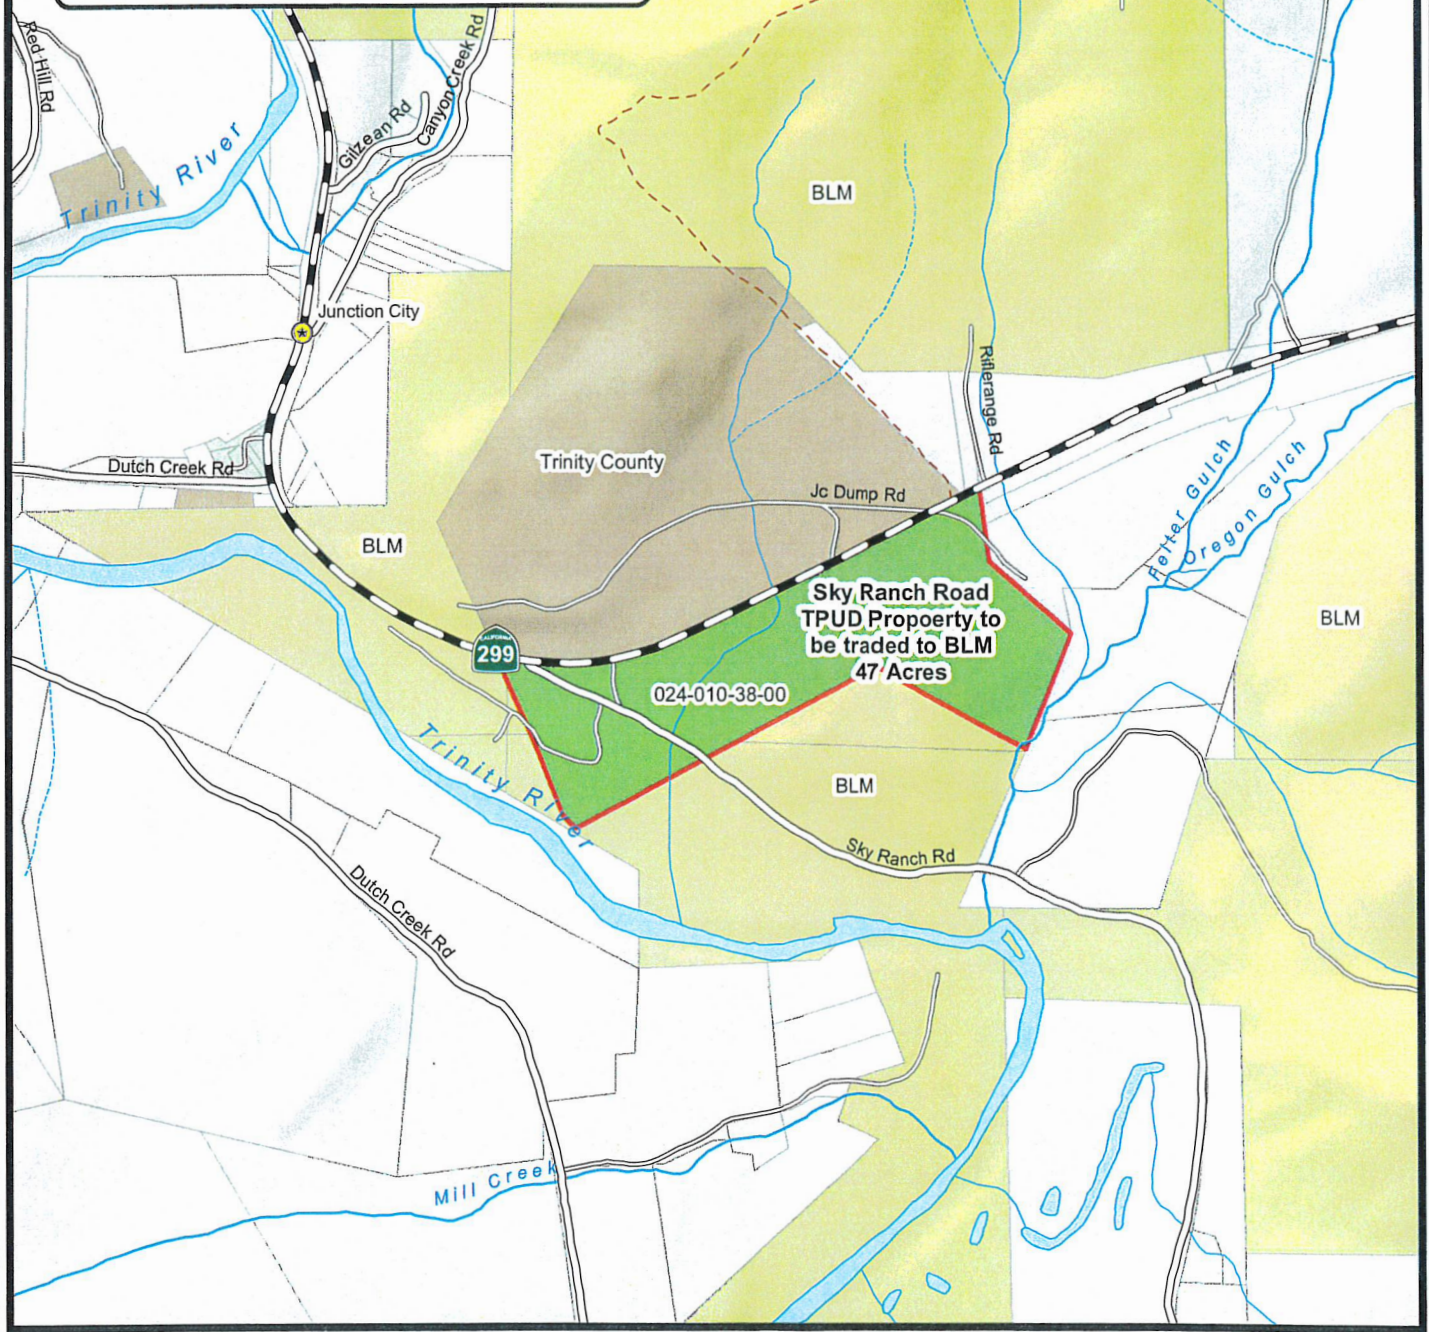 Red Hill Rd
Canyon Creek Rd
Gilzean Rd
Trinity River
BLM
Junction City
Riflerange Rd
Trinity County
Dutch Creek Rd
Jc Dump Rd
Felter Gulch
Oregon Gulch
BLM
Sky Ranch Road
TPUD Propoerty to
be traded to BLM
47 Acres
BLM
CALIFORNIA
299
024-010-38-00
Trinity River
BLM
Sky Ranch Rd
Dutch Creek Rd
Mill Creek